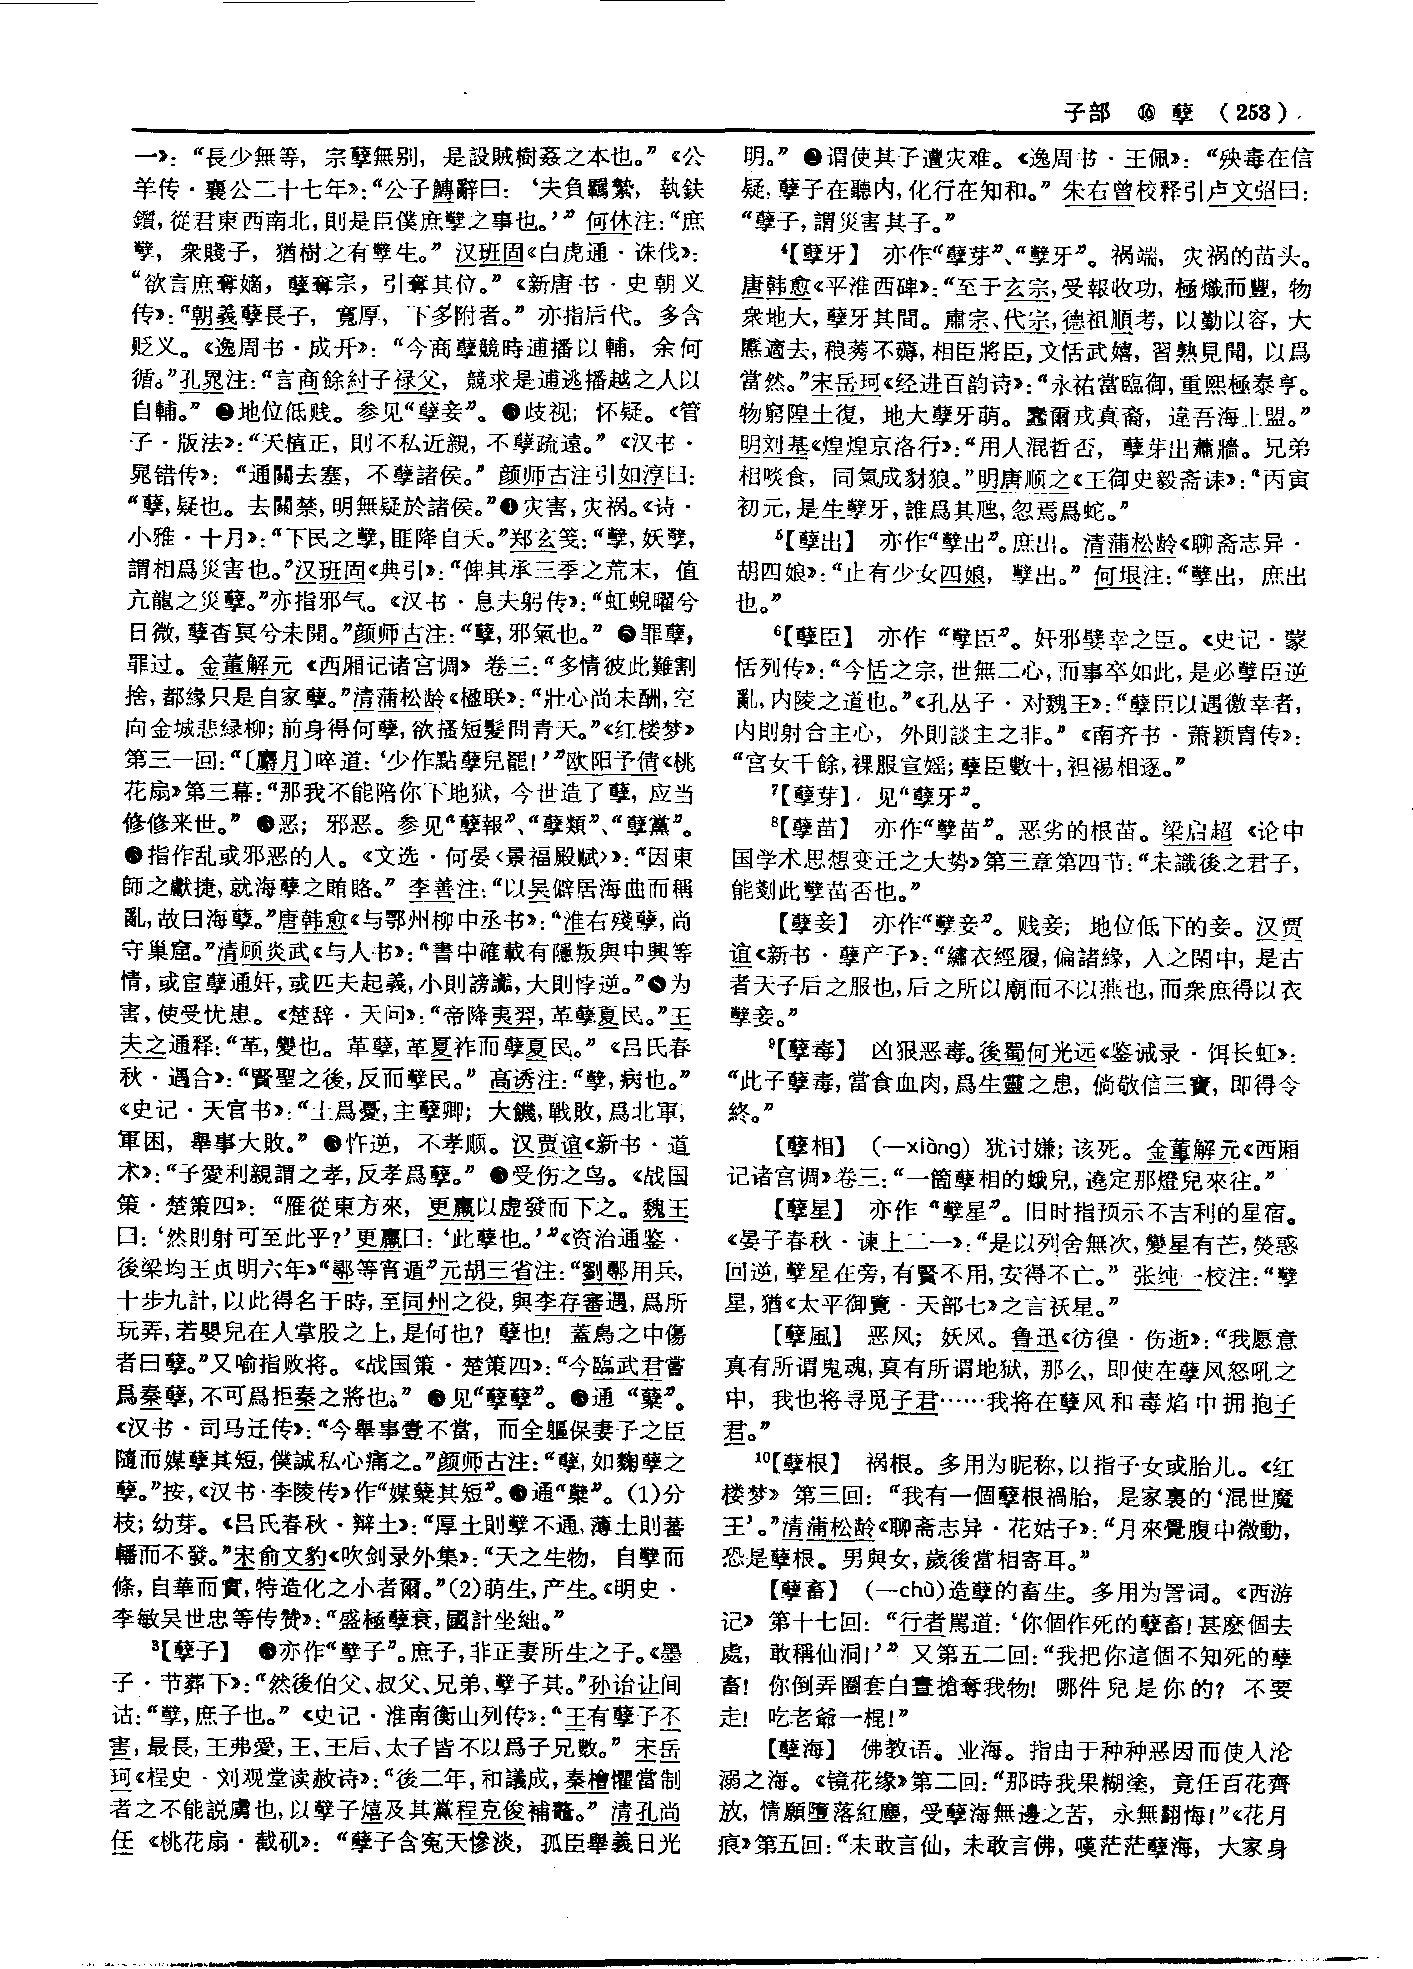 子部 ⑯ 孽 （253）
一》：“長少無等，宗孽無别，是設賊樹姦之本也。”《公
羊传·襄公二十七年》：“公子鱄辭曰：‘夫負羈縶，執鈇
鑕，從君東西南北，則是臣僕庶孽之事也。’”何休注：“庶
孽，衆賤子，猶樹之有孽生。”汉班固《白虎通·诛伐》：
“欲言庶奪嫡，孽奪宗，引奪其位。”《新唐书·史朝义
传》：“朝義孽長子，寬厚，下多附者。”亦指后代。多含
贬义。《逸周书·成开》：“今商孽競時逋播以輔，余何
循。”孔晁注：“言商餘紂子禄父，競求是逋逃播越之人以
自輔。”❷地位低贱。参见“孽妾”。❸歧视；怀疑。《管
子·版法》：“天植正，則不私近親，不孽疏遠。”《汉书·
晁错传》：“通關去塞，不孽諸侯。”颜师古注引如淳曰：
“孽，疑也。去關禁，明無疑於諸侯。”❹灾害，灾祸。《诗·
小雅·十月》：“下民之孽，匪降自天。”郑玄笺：“孽，妖孽，
謂相爲災害也。”汉班固《典引》：“俾其承三季之荒末，值
亢龍之災孽。”亦指邪气。《汉书·息夫躬传》：“虹蜺曜兮
日微，孽杳冥兮未開。”颜师古注：“孽，邪氣也。”❺罪孽，
罪过。金董解元《西厢记诸宫调》卷三：“多情彼此難割
捨，都緣只是自家孽。”清蒲松龄《楹联》：“壯心尚未酬，空
向金城悲緑柳；前身得何孽，欲搔短髪問青天。”《红楼梦》
第三一回：“〔麝月〕啐道：‘少作點孽兒罷！’”欧阳予倩《桃
花扇》第三幕：“那我不能陪你下地狱，今世造了孽，应当
修修来世。”❻恶；邪恶。参见“孽報”、“孽類”、“孽黨”。
❼指作乱或邪恶的人。《文选·何晏〈景福殿赋〉》：“因東
師之獻捷，就海孽之賄賂。”李善注：“以吴僻居海曲而稱
亂，故曰海孽。”唐韩愈《与鄂州柳中丞书》：“淮右殘孽，尚
守巢窟。”清顾炎武《与人书》：“書中確載有隱叛與中興等
情，或宦孽通奸，或匹夫起義，小則謗讟，大則悖逆。”❽为
害，使受忧患。《楚辞·天问》：“帝降夷羿，革孽夏民。”王
夫之通释：“革，變也。革孽，革夏祚而孽夏民。”《吕氏春
秋·遇合》：“賢聖之後，反而孽民。”高诱注：“孽，病也。”
《史记·天官书》：“土爲憂，主孽卿；大饑，戰敗，爲北軍，
軍困，舉事大敗。”❾忤逆，不孝顺。汉贾谊《新书·道
术》：“子愛利親謂之孝，反孝爲孽。”❿受伤之鸟。《战国
策·楚策四》：“雁從東方來，更羸以虚發而下之。魏王
曰：‘然則射可至此乎？’更羸曰：‘此孽也。’”《资治通鉴·
後梁均王贞明六年》“鄩等宵遁”元胡三省注：“劉鄩用兵，
十步九計，以此得名于時，至同州之役，與李存審遇，爲所
玩弄，若嬰兒在人掌股之上，是何也？孽也！蓋鳥之中傷
者曰孽。”又喻指败将。《战国策·楚策四》：“今臨武君嘗
爲秦孽，不可爲拒秦之將也。”⓫见“孽孽”。⓬通“糱”。
《汉书·司马迁传》：“今舉事壹不當，而全軀保妻子之臣
隨而媒孽其短，僕誠私心痛之。”颜师古注：“孽，如麴孽之
孽。”按，《汉书·李陵传》作“媒糱其短”。⓭通“櫱”。（1）分
枝；幼芽。《吕氏春秋·辩土》：“厚土則孽不通，薄土則蕃
轓而不發。”宋俞文豹《吹剑录外集》：“天之生物，自孽而
條，自華而實，特造化之小者爾。”（2）萌生，产生。《明史·
李敏吴世忠等传赞》：“盛極孽衰，國計坐絀。”
³【孽子】 ❶亦作“孼子”。庶子，非正妻所生之子。《墨
子·节葬下》：“然後伯父、叔父、兄弟、孽子其。”孙诒让间
诂：“孽，庶子也。”《史记·淮南衡山列传》：“王有孽子不
害，最長，王弗愛，王、王后、太子皆不以爲子兄數。”宋岳
珂《桯史·刘观堂读赦诗》：“後二年，和議成，秦檜懼當制
者之不能説虜也，以孽子熺及其黨程克俊補鼇。”清孔尚
任《桃花扇·截矶》：“孽子含寃天慘淡，孤臣舉義日光
明。”❷谓使其子遭灾难。《逸周书·王佩》：“殃毒在信
疑，孽子在聽内，化行在知和。”朱右曾校释引卢文弨曰：
“孽子，謂災害其子。”
⁴【孽牙】 亦作“孽芽”、“孼牙”。祸端，灾祸的苗头。
唐韩愈《平淮西碑》：“至于玄宗，受報收功，極熾而豐，物
衆地大，孽牙其間。肅宗、代宗，德祖順考，以勤以容，大
慝適去，稂莠不薅，相臣將臣，文恬武嬉，習熟見聞，以爲
當然。”宋岳珂《经进百韵诗》：“永祐當臨御，重熙極泰亨。
物窮隍土復，地大孽牙萌。蠢爾戎真裔，違吾海上盟。”
明刘基《煌煌京洛行》：“用人混哲否，孽芽出蕭牆。兄弟
相啖食，同氣成豺狼。”明唐顺之《王御史毅斋诔》：“丙寅
初元，是生孽牙，誰爲其虺，忽焉爲蛇。”
⁵【孽出】 亦作“孼出”。庶出。清蒲松龄《聊斋志异·
胡四娘》：“止有少女四娘，孽出。”何垠注：“孽出，庶出
也。”
⁶【孽臣】 亦作“孼臣”。奸邪嬖幸之臣。《史记·蒙
恬列传》：“今恬之宗，世無二心，而事卒如此，是必孽臣逆
亂，内陵之道也。”《孔丛子·对魏王》：“孽臣以遇徼幸者，
内則射合主心，外則談主之非。”《南齐书·萧颖胄传》：
“宫女千餘，裸服宣婬；孽臣數十，袒裼相逐。”
⁷【孽芽】 见“孽牙”。
⁸【孽苗】 亦作“孼苗”。恶劣的根苗。梁启超《论中
国学术思想变迁之大势》第三章第四节：“未識後之君子，
能剗此孽苗否也。”
【孽妾】 亦作“孼妾”。贱妾；地位低下的妾。汉贾
谊《新书·孽产子》：“繡衣經履，偏諸緣，入之閑中，是古
者天子后之服也，后之所以廟而不以燕也，而衆庶得以衣
孽妾。”
⁹【孽毒】 凶狠恶毒。後蜀何光远《鉴诫录·饵长虹》：
“此子孽毒，當食血肉，爲生靈之患，倘敬信三寶，即得令
終。”
【孽相】 （—xiàng）犹讨嫌；该死。金董解元《西厢
记诸宫调》卷三：“一箇孽相的蛾兒，遶定那燈兒來往。”
【孽星】 亦作“孼星”。旧时指预示不吉利的星宿。
《晏子春秋·谏上二一》：“是以列舍無次，變星有芒，熒惑
回逆，孽星在旁，有賢不用，安得不亡。”张纯一校注：“孽
星，猶《太平御覽·天部七》之言祅星。”
【孽風】 恶风；妖风。鲁迅《彷徨·伤逝》：“我愿意
真有所谓鬼魂，真有所谓地狱，那么，即使在孽风怒吼之
中，我也将寻觅子君……我将在孽风和毒焰中拥抱子
君。”
¹⁰【孽根】 祸根。多用为昵称，以指子女或胎儿。《红
楼梦》第三回：“我有一個孽根禍胎，是家裏的‘混世魔
王’。”清蒲松龄《聊斋志异·花姑子》：“月來覺腹中微動，
恐是孽根。男與女，歲後當相寄耳。”
【孽畜】 （—chù）造孽的畜生。多用为詈词。《西游
记》第十七回：“行者罵道：‘你個作死的孽畜！甚麼個去
處，敢稱仙洞！’”又第五二回：“我把你這個不知死的孽
畜！你倒弄圈套白晝搶奪我物！哪件兒是你的？不要
走！吃老爺一棍！”
【孽海】 佛教语。业海。指由于种种恶因而使人沦
溺之海。《镜花缘》第二回：“那時我果糊塗，竟任百花齊
放，情願墮落紅塵，受孽海無邊之苦，永無翻悔！”《花月
痕》第五回：“未敢言仙，未敢言佛，嘆茫茫孽海，大家身